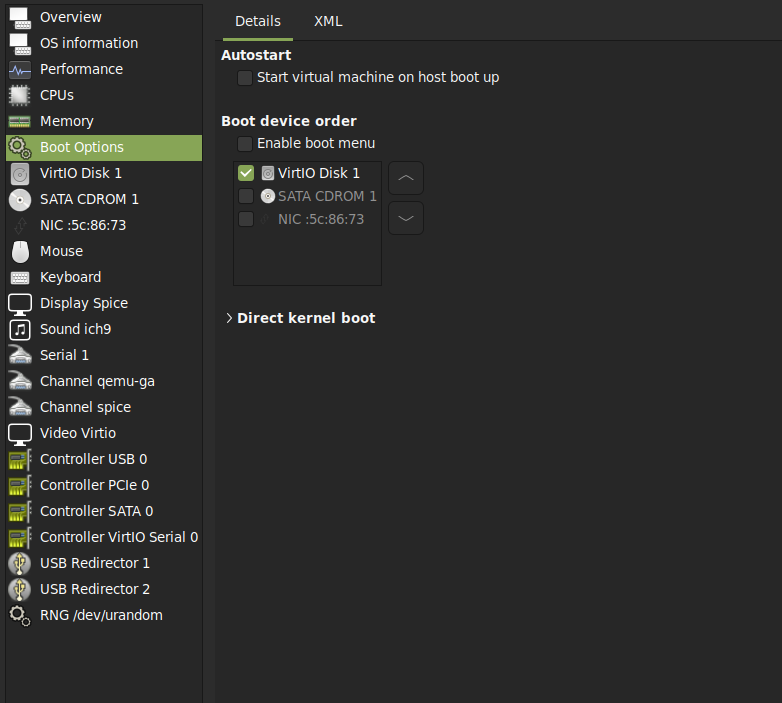 Overview
OS information
Performance
CPUs
Memory
Boot Options
VirtIO Disk 1
SATA CDROM 1
NIC :5c:86:73
Mouse
Keyboard
Display Spice
Sound ich9
Serial 1
Channel qemu-ga
Channel spice
Video Virtio
Controller USB 0
Controller PCIe 0
Controller SATA 0
Controller VirtIO Serial 0
USB Redirector 1
USB Redirector 2
RNG /dev/urandom
Details XML
Autostart
Start virtual machine on host boot up
Boot device order
Enable boot menu
VirtIO Disk 1
SATA CDROM 1
NIC :5c:86:73
Direct kernel boot